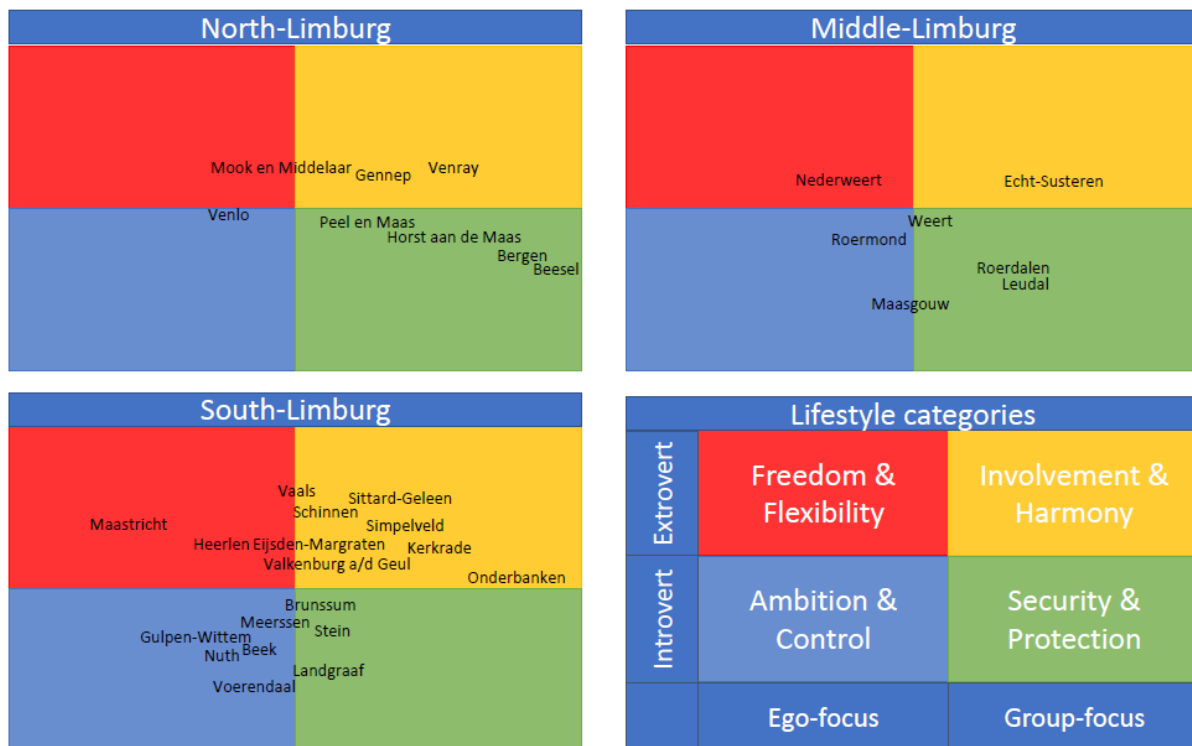 North-Limburg
Mook en Middelaar
Gennep
Venray
Venlo
Peel en Maas
Horst aan de Maas
Bergen
Beesel
Middle-Limburg
Nederweert
Echt-Susteren
Weert
Roermond
Roerdalen
Leudal
Maasgouw
South-Limburg
Vaals
Sittard-Geleen
Schinnen
Maastricht
Simpelveld
Heerlen
Eijsden-Margraten
Kerkrade
Valkenburg a/d Geul
Onderbanken
Brunssum
Meerssen
Stein
Gulpen-Wittem
Beek
Nuth
Landgraaf
Voerendaal
Lifestyle categories
Extrovert
Freedom &
Flexibility
Involvement &
Harmony
Introvert
Ambition &
Control
Security &
Protection
Ego-focus
Group-focus